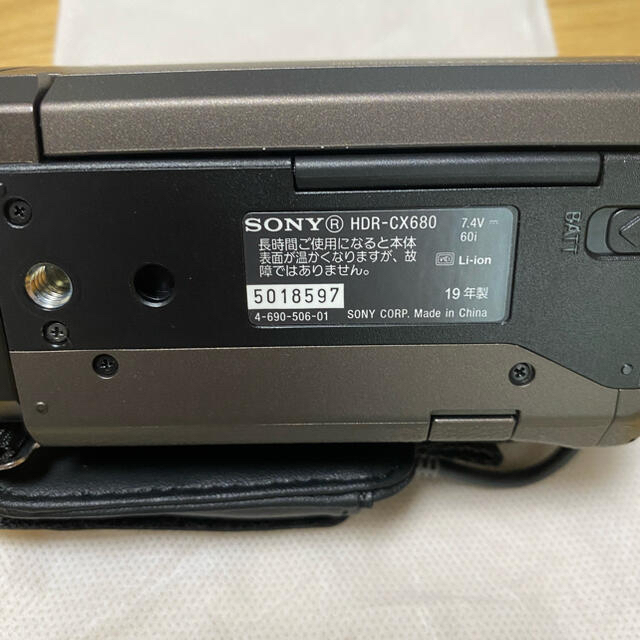 SONY® HDR-CX680 7.4V ⎓
60i
長時間ご使用になると本体
表面が温かくなりますが、故
障ではありません。
Li-ion
5018597
19 年製
4-690-506-01 SONY CORP. Made in China
BATT